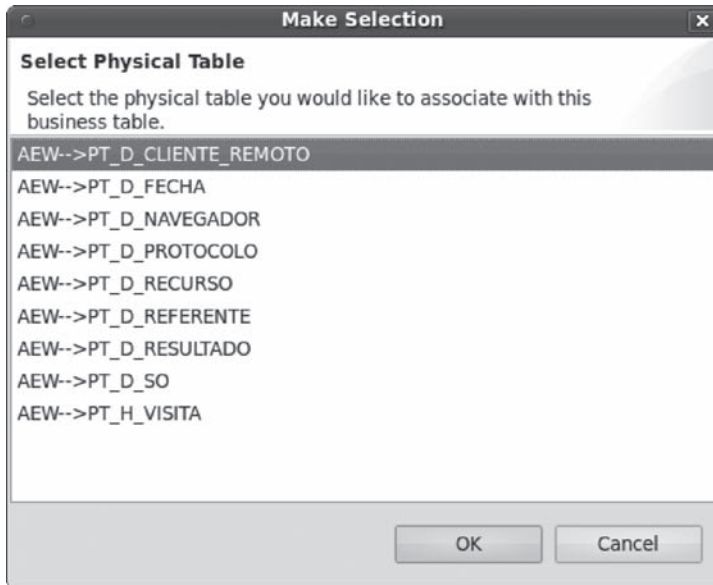 Make Selection
Select Physical Table
Select the physical table you would like to associate with this
business table.
AEW-->PT_D_CLIENTE_REMOTO
AEW-->PT_D_FECHA
AEW-->PT_D_NAVEGADOR
AEW-->PT_D_PROTOCOLO
AEW-->PT_D_RECURSO
AEW-->PT_D_REFERENTE
AEW-->PT_D_RESULTADO
AEW-->PT_D_SO
AEW-->PT_H_VISITA
OK Cancel